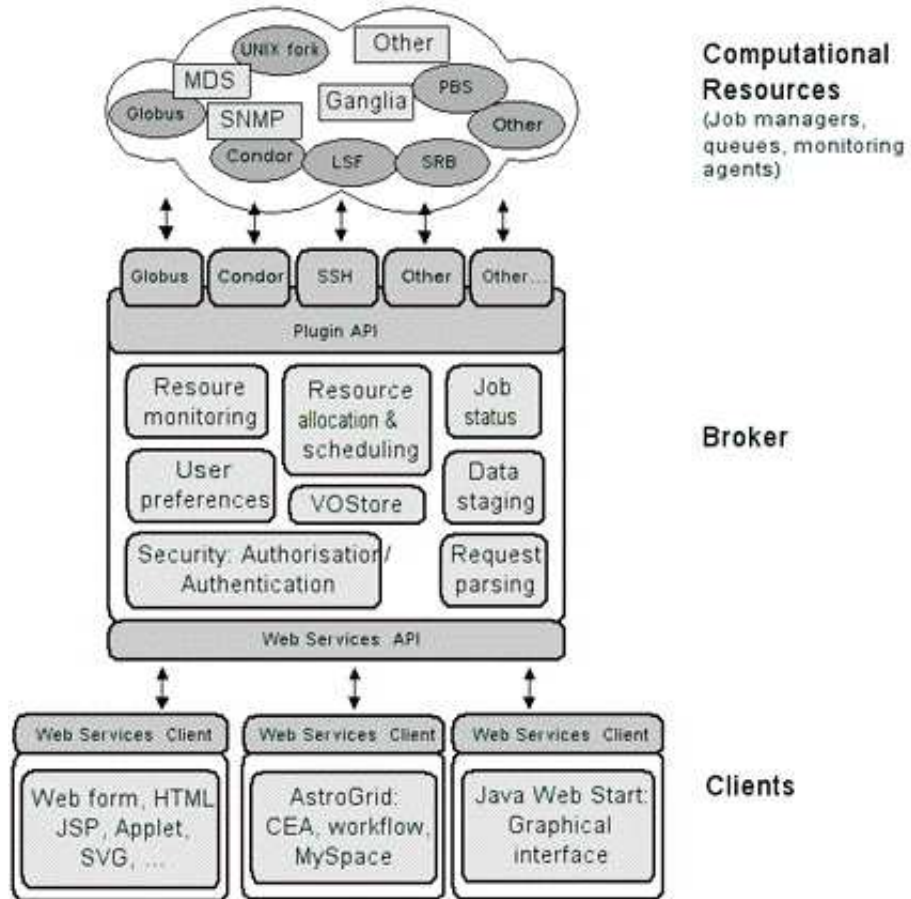 UNIX fork
Other
MDS
PBS
Ganglia
Globus
SNMP
Other
Condor
LSF
SRB
Computational
Resources
(Job managers,
queues, monitoring
agents)
Globus
Condor
SSH
Other
Other...
Plugin API
Resoure
monitoring
Resource
allocation &
scheduling
Job
status
User
preferences
VOStore
Data
staging
Security: Authorisation/
Authentication
Request
parsing
Broker
Web Services API
Web Services Client
Web Services Client
Web Services Client
Web form, HTML
JSP, Applet,
SVG, ...
AstroGrid:
CEA, workflow,
MySpace
Java Web Start:
Graphical
interface
Clients